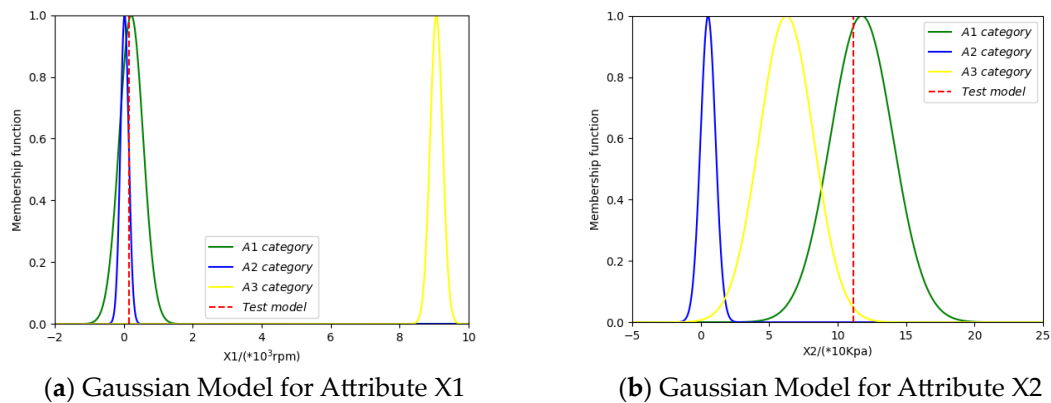 1.0
0.8
0.6
0.4
0.2
0.0
Membership function
A1 category
A2 category
A3 category
Test model
-2 0 2 4 6 8 10
X1/(*10³rpm)
(a) Gaussian Model for Attribute X1
1.0
0.8
0.6
0.4
0.2
0.0
Membership function
A1 category
A2 category
A3 category
Test model
-5 0 5 10 15 20 25
X2/(*10Kpa)
(b) Gaussian Model for Attribute X2